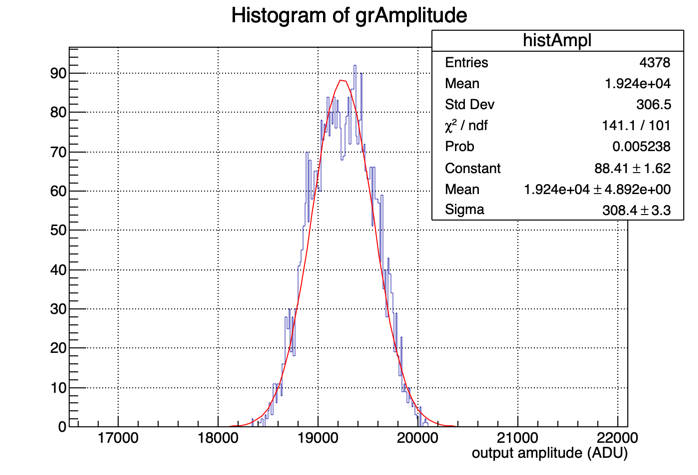 Histogram of grAmplitude
histAmpl
Entries 4378
Mean 1.924e+04
Std Dev 306.5
χ² / ndf 141.1 / 101
Prob 0.005238
Constant 88.41 ± 1.62
Mean 1.924e+04 ± 4.892e+00
Sigma 308.4 ± 3.3
90
80
70
60
50
40
30
20
10
0
17000 18000 19000 20000 21000 22000
output amplitude (ADU)